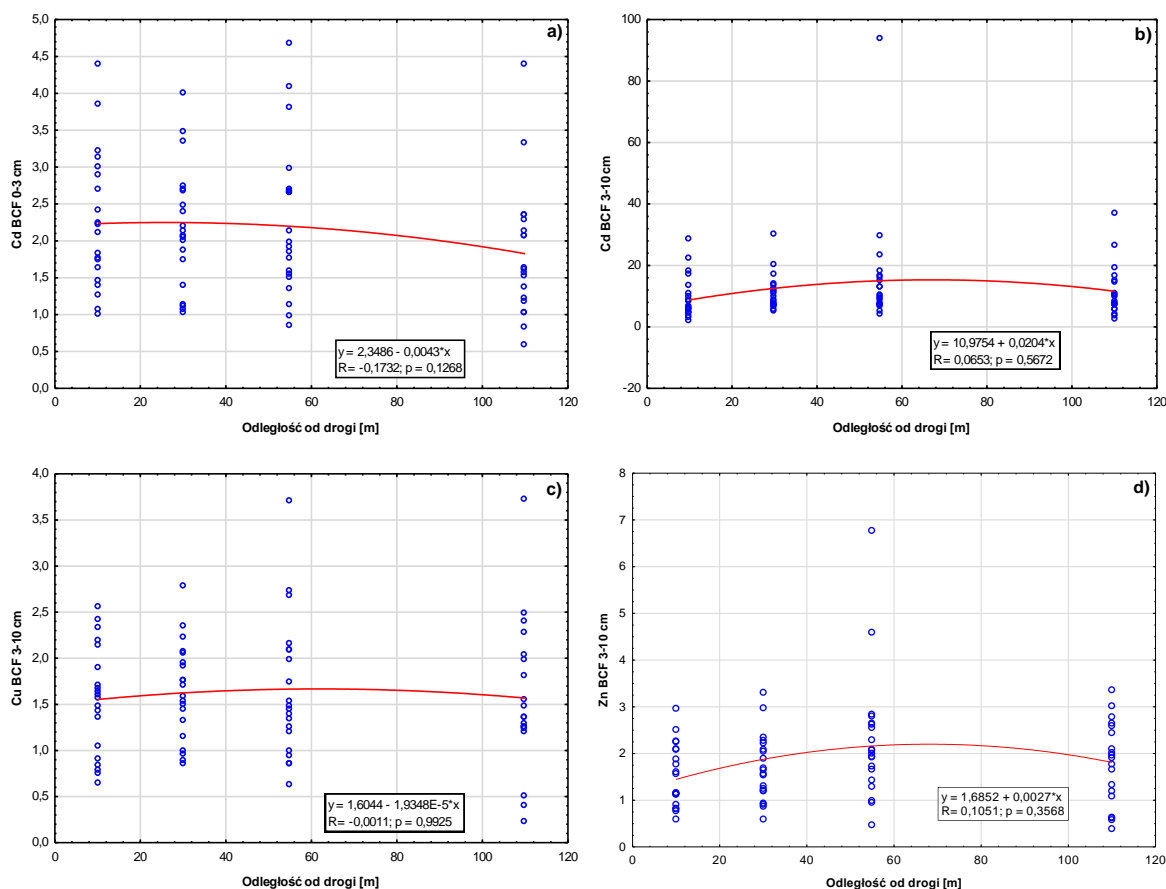 a)
5,0
4,5
4,0
3,5
3,0
2,5
2,0
1,5
1,0
0,5
0,0
Cd BCF 0-3 cm
y = 2,3486 - 0,0043*x
R= -0,1732; p = 0,1268
0 20 40 60 80 100 120
Odległość od drogi [m]
b)
100
80
60
40
20
0
-20
Cd BCF 3-10 cm
y = 10,9754 + 0,0204*x
R= 0,0653; p = 0,5672
0 20 40 60 80 100 120
Odległość od drogi [m]
c)
4,0
3,5
3,0
2,5
2,0
1,5
1,0
0,5
0,0
Cu BCF 3-10 cm
y = 1,6044 - 1,9348E-5*x
R= -0,0011; p = 0,9925
0 20 40 60 80 100 120
Odległość od drogi [m]
d)
8
7
6
5
4
3
2
1
0
Zn BCF 3-10 cm
y = 1,6852 + 0,0027*x
R= 0,1051; p = 0,3568
0 20 40 60 80 100 120
Odległość od drogi [m]